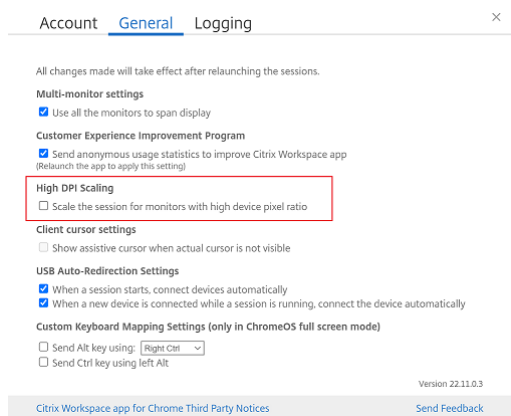 Account General Logging
All changes made will take effect after relaunching the sessions.
Multi-monitor settings
Use all the monitors to span display
Customer Experience Improvement Program
Send anonymous usage statistics to improve Citrix Workspace app
(Relaunch the app to apply this setting)
High DPI Scaling
Scale the session for monitors with high device pixel ratio
Client cursor settings
Show assistive cursor when actual cursor is not visible
USB Auto-Redirection Settings
When a session starts, connect devices automatically
When a new device is connected while a session is running, connect the device automatically
Custom Keyboard Mapping Settings (only in ChromeOS full screen mode)
Send Alt key using: Right Ctrl
Send Ctrl key using left Alt
Version 22.11.0.3
Citrix Workspace app for Chrome Third Party Notices Send Feedback